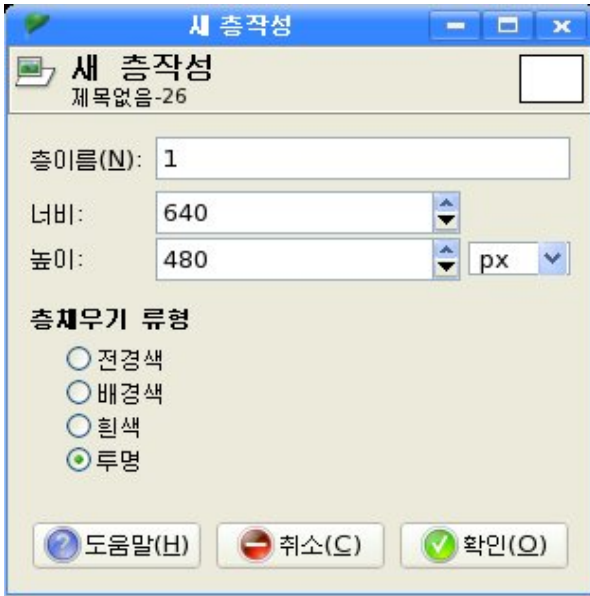 새 층작성
새 층작성
제목없음-26
층이름(N): 1
너비: 640
높이: 480 px
층채우기 류형
전경색
배경색
흰색
투명
도움말(H) 취소(C) 확인(O)